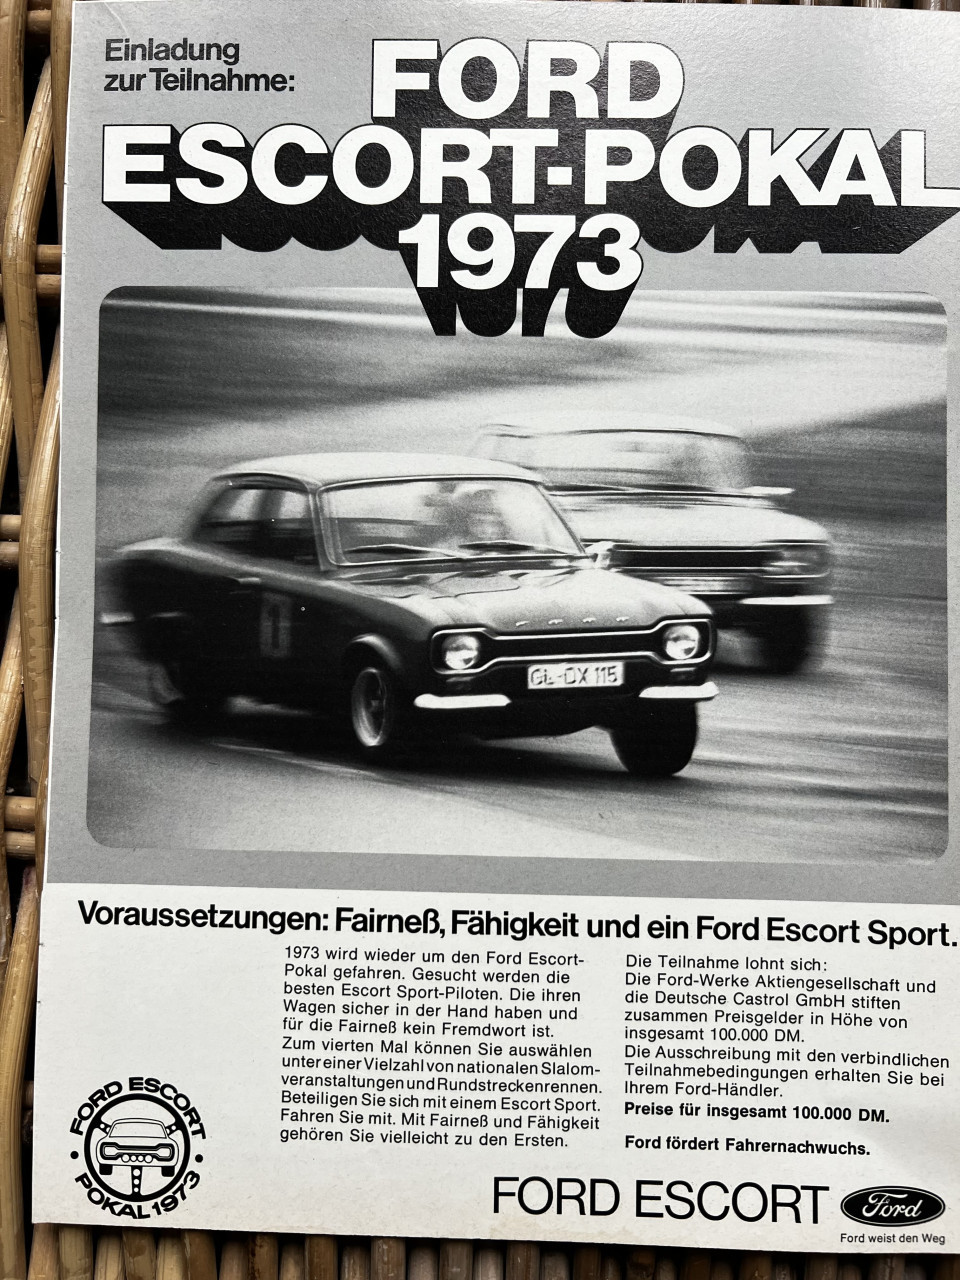 Einladung
zur Teilnahme:
FORD
ESCORT-POKAL
1973
1
FORD
GL-DX 115
Voraussetzungen: Fairneß, Fähigkeit und ein Ford Escort Sport.
1973 wird wieder um den Ford Escort-
Pokal gefahren. Gesucht werden die
besten Escort Sport-Piloten. Die ihren
Wagen sicher in der Hand haben und
für die Fairneß kein Fremdwort ist.
Zum vierten Mal können Sie auswählen
unter einer Vielzahl von nationalen Slalom-
veranstaltungen und Rundstreckenrennen.
Beteiligen Sie sich mit einem Escort Sport.
Fahren Sie mit. Mit Fairneß und Fähigkeit
gehören Sie vielleicht zu den Ersten.
Die Teilnahme lohnt sich:
Die Ford-Werke Aktiengesellschaft und
die Deutsche Castrol GmbH stiften
zusammen Preisgelder in Höhe von
insgesamt 100.000 DM.
Die Ausschreibung mit den verbindlichen
Teilnahmebedingungen erhalten Sie bei
Ihrem Ford-Händler.
Preise für insgesamt 100.000 DM.
Ford fördert Fahrernachwuchs.
FORD ESCORT
• POKAL 1973 •
FORD ESCORT
Ford
Ford weist den Weg